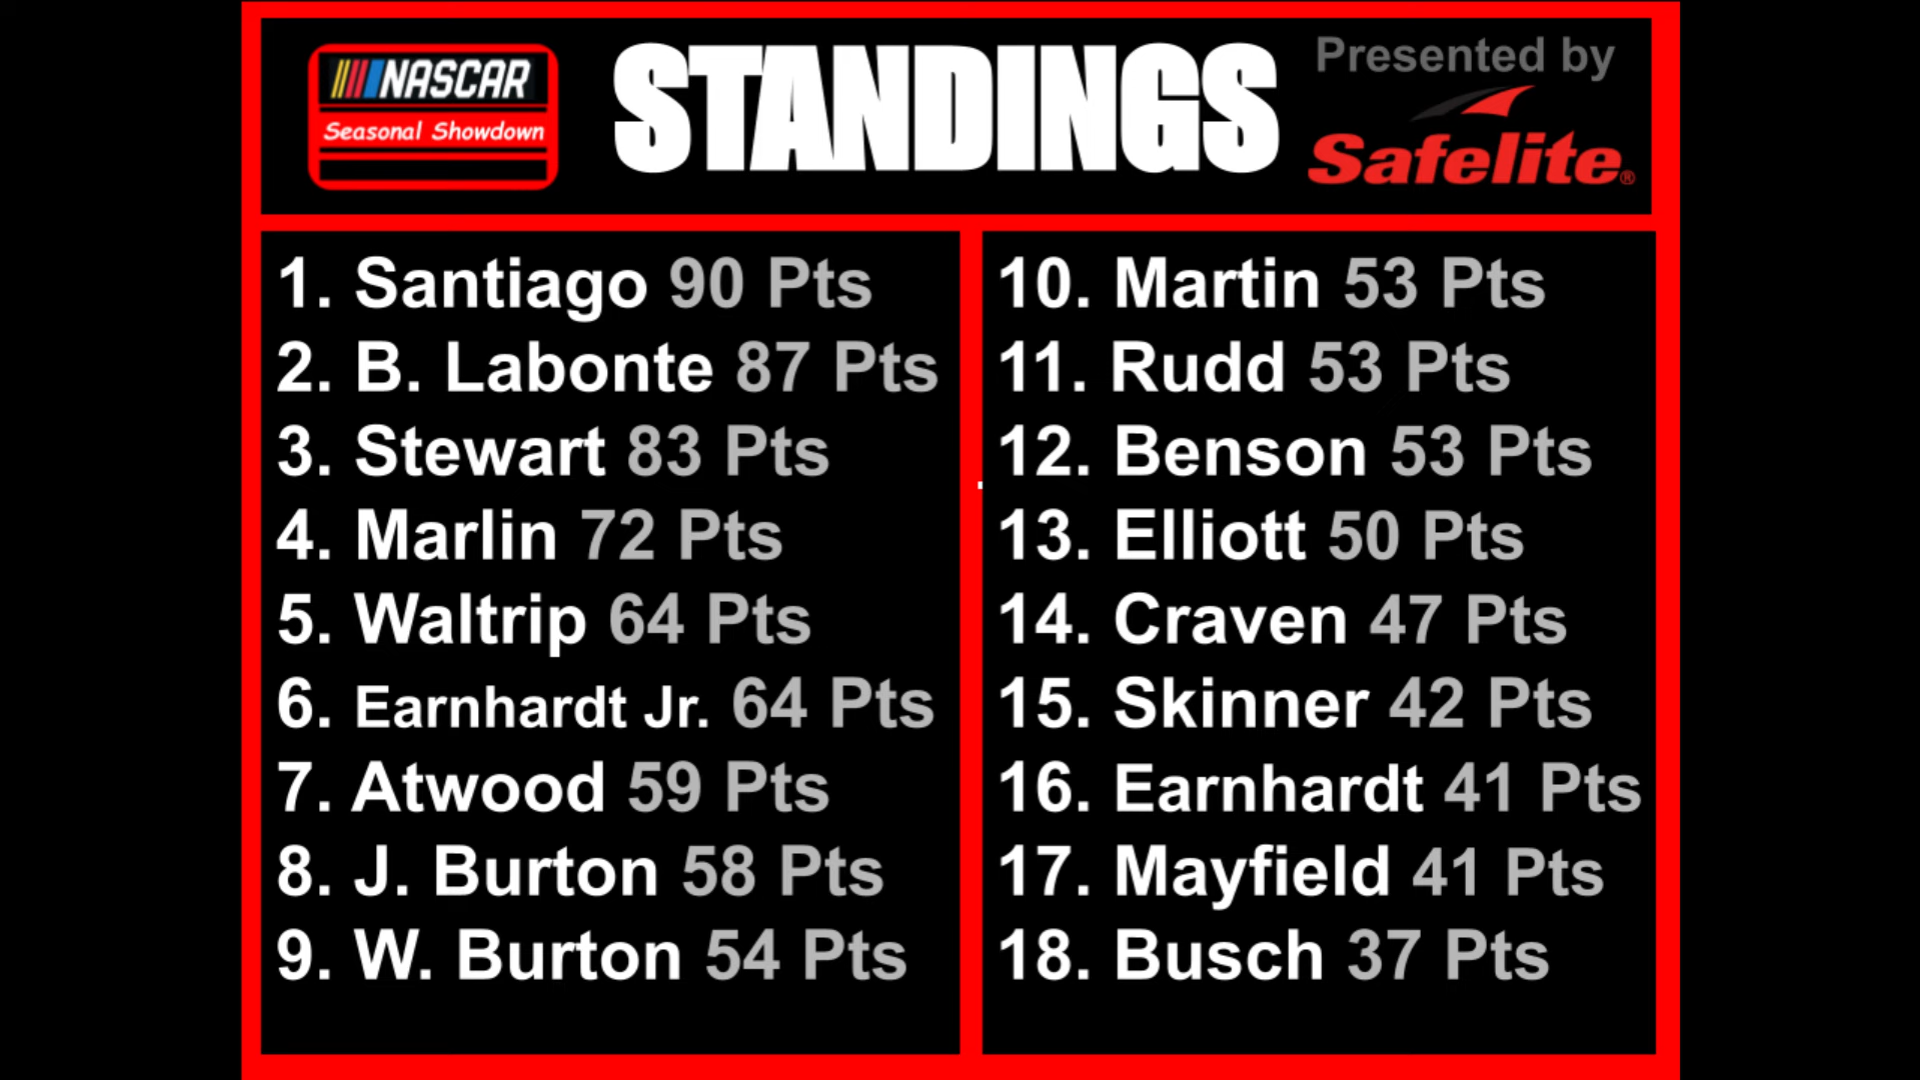 NASCAR
Seasonal Showdown
STANDINGS
Presented by
Safelite®
1. Santiago 90 Pts
2. B. Labonte 87 Pts
3. Stewart 83 Pts
4. Marlin 72 Pts
5. Waltrip 64 Pts
6. Earnhardt Jr. 64 Pts
7. Atwood 59 Pts
8. J. Burton 58 Pts
9. W. Burton 54 Pts
10. Martin 53 Pts
11. Rudd 53 Pts
12. Benson 53 Pts
13. Elliott 50 Pts
14. Craven 47 Pts
15. Skinner 42 Pts
16. Earnhardt 41 Pts
17. Mayfield 41 Pts
18. Busch 37 Pts